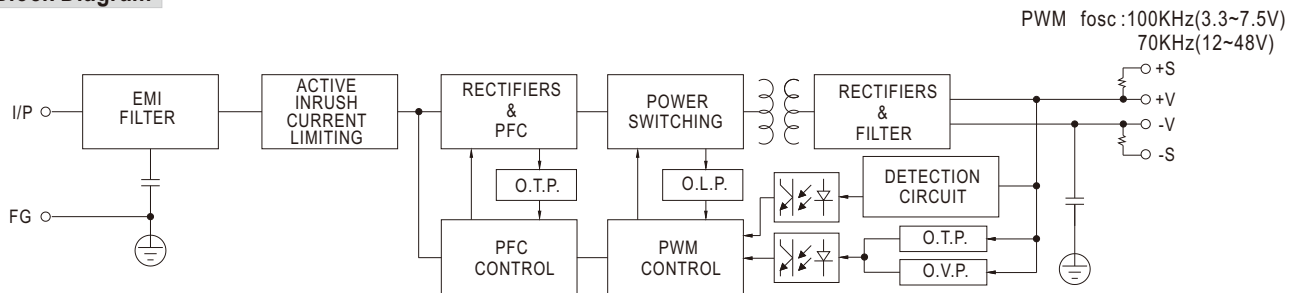 Block Diagram
PWM fosc :100KHz(3.3~7.5V)
70KHz(12~48V)
I/P
EMI
FILTER
ACTIVE
INRUSH
CURRENT
LIMITING
RECTIFIERS
&
PFC
POWER
SWITCHING
RECTIFIERS
&
FILTER
+S
+V
-V
-S
O.T.P.
O.L.P.
DETECTION
CIRCUIT
FG
PFC
CONTROL
PWM
CONTROL
O.T.P.
O.V.P.